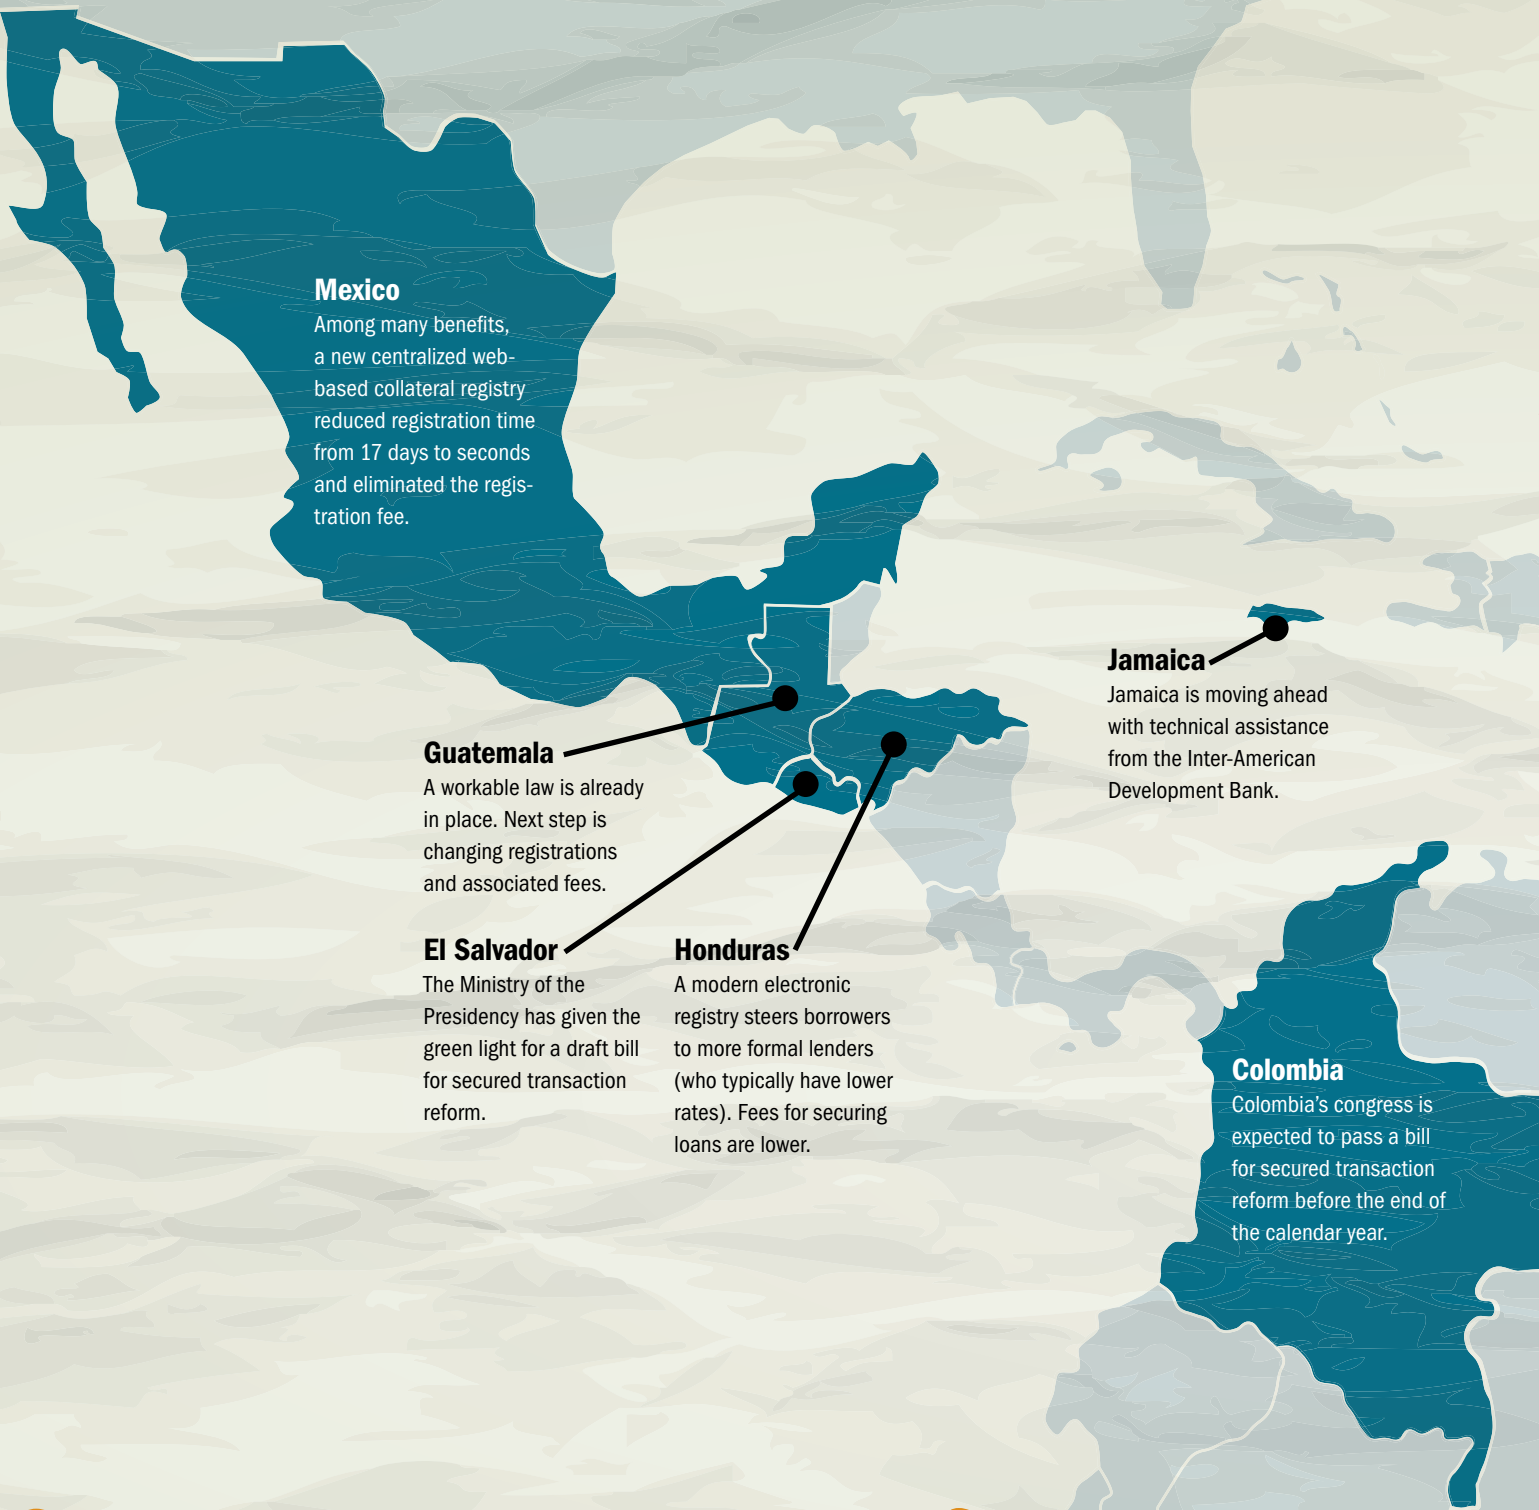 Mexico
Among many benefits,
a new centralized web-
based collateral registry
reduced registration time
from 17 days to seconds
and eliminated the regis-
tration fee.
Jamaica
Jamaica is moving ahead
with technical assistance
from the Inter-American
Development Bank.
Guatemala
A workable law is already
in place. Next step is
changing registrations
and associated fees.
El Salvador
The Ministry of the
Presidency has given the
green light for a draft bill
for secured transaction
reform.
Honduras
A modern electronic
registry steers borrowers
to more formal lenders
(who typically have lower
rates). Fees for securing
loans are lower.
Colombia
Colombia’s congress is
expected to pass a bill
for secured transaction
reform before the end of
the calendar year.